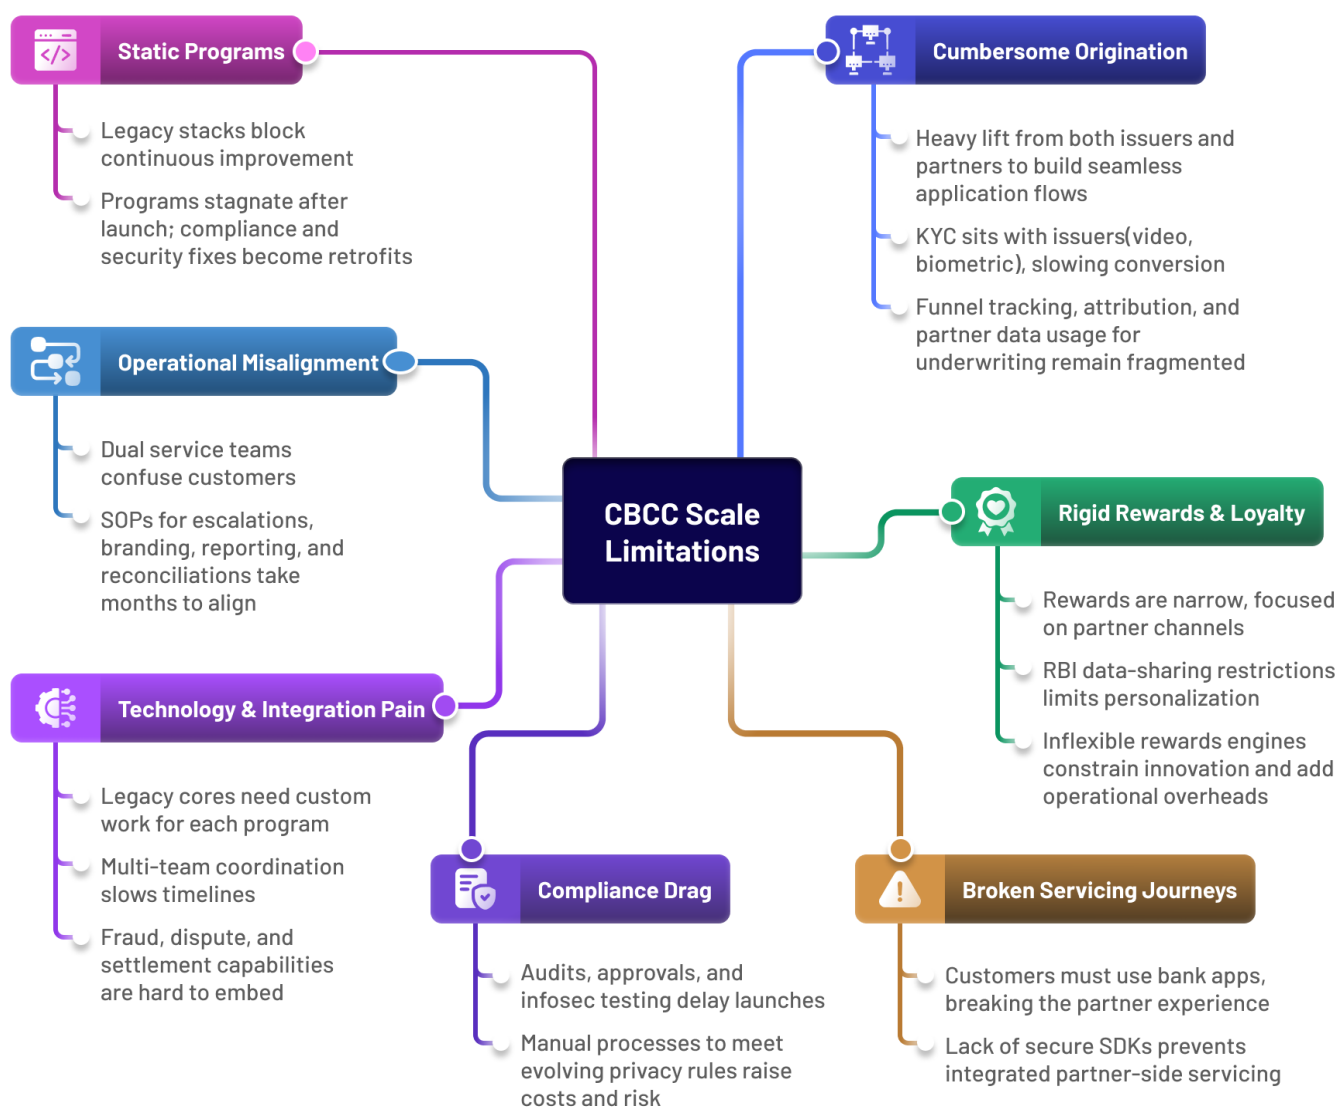 Static Programs
Legacy stacks block
continuous improvement
Programs stagnate after
launch; compliance and
security fixes become retrofits
Cumbersome Origination
Heavy lift from both issuers and
partners to build seamless
application flows
KYC sits with issuers(video,
biometric), slowing conversion
Funnel tracking, attribution, and
partner data usage for
underwriting remain fragmented
Operational Misalignment
Dual service teams
confuse customers
SOPs for escalations,
branding, reporting, and
reconciliations take
months to align
CBCC Scale
Limitations
Rigid Rewards & Loyalty
Rewards are narrow, focused
on partner channels
RBI data-sharing restrictions
limits personalization
Inflexible rewards engines
constrain innovation and add
operational overheads
Technology & Integration Pain
Legacy cores need custom
work for each program
Multi-team coordination
slows timelines
Fraud, dispute, and
settlement capabilities
are hard to embed
Compliance Drag
Audits, approvals, and
infosec testing delay launches
Manual processes to meet
evolving privacy rules raise
costs and risk
Broken Servicing Journeys
Customers must use bank apps,
breaking the partner experience
Lack of secure SDKs prevents
integrated partner-side servicing